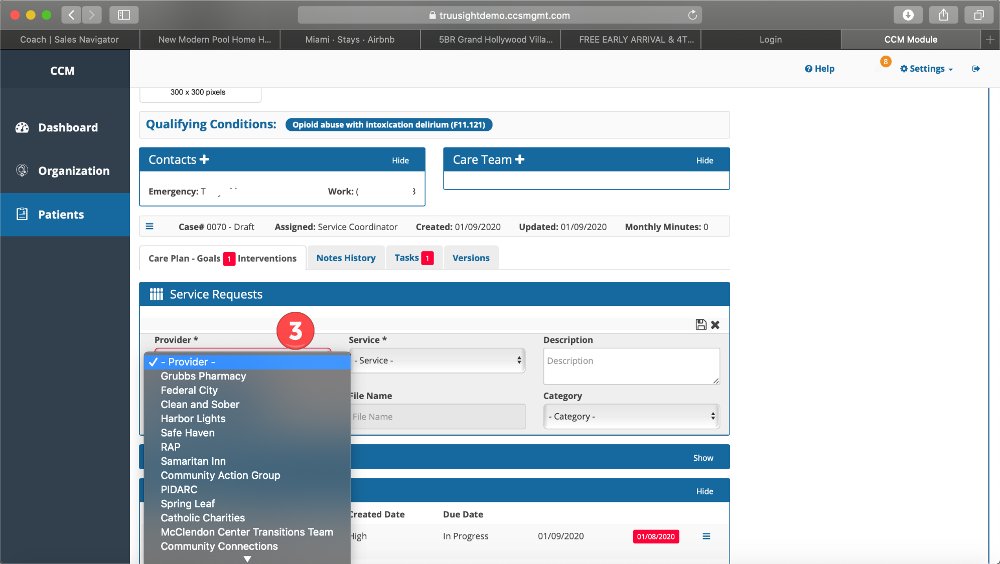 truusightdemo.ccsmgmt.com
Coach | Sales Navigator
New Modern Pool Home H...
Miami · Stays · Airbnb
5BR Grand Hollywood Villa...
FREE EARLY ARRIVAL & 4T...
Login
CCM Module
CCM
Help
8
Settings
300 x 300 pixels
Dashboard
Organization
Patients
Qualifying Conditions: Opioid abuse with intoxication delirium (F11.121)
Contacts
Hide
Care Team
Hide
Emergency: T
Work: (
Case# 0070 - Draft
Assigned: Service Coordinator
Created: 01/09/2020
Updated: 01/09/2020
Monthly Minutes: 0
Care Plan - Goals 1 Interventions
Notes History
Tasks 1
Versions
Service Requests
3
Provider *
Service *
Description
✓ - Provider -
- Service -
Description
Grubbs Pharmacy
Federal City
Clean and Sober
Harbor Lights
Safe Haven
RAP
Samaritan Inn
Community Action Group
PIDARC
Spring Leaf
Catholic Charities
McClendon Center Transitions Team
Community Connections
File Name
Category
File Name
- Category -
Show
Hide
Created Date
Due Date
High
In Progress
01/09/2020
01/08/2020